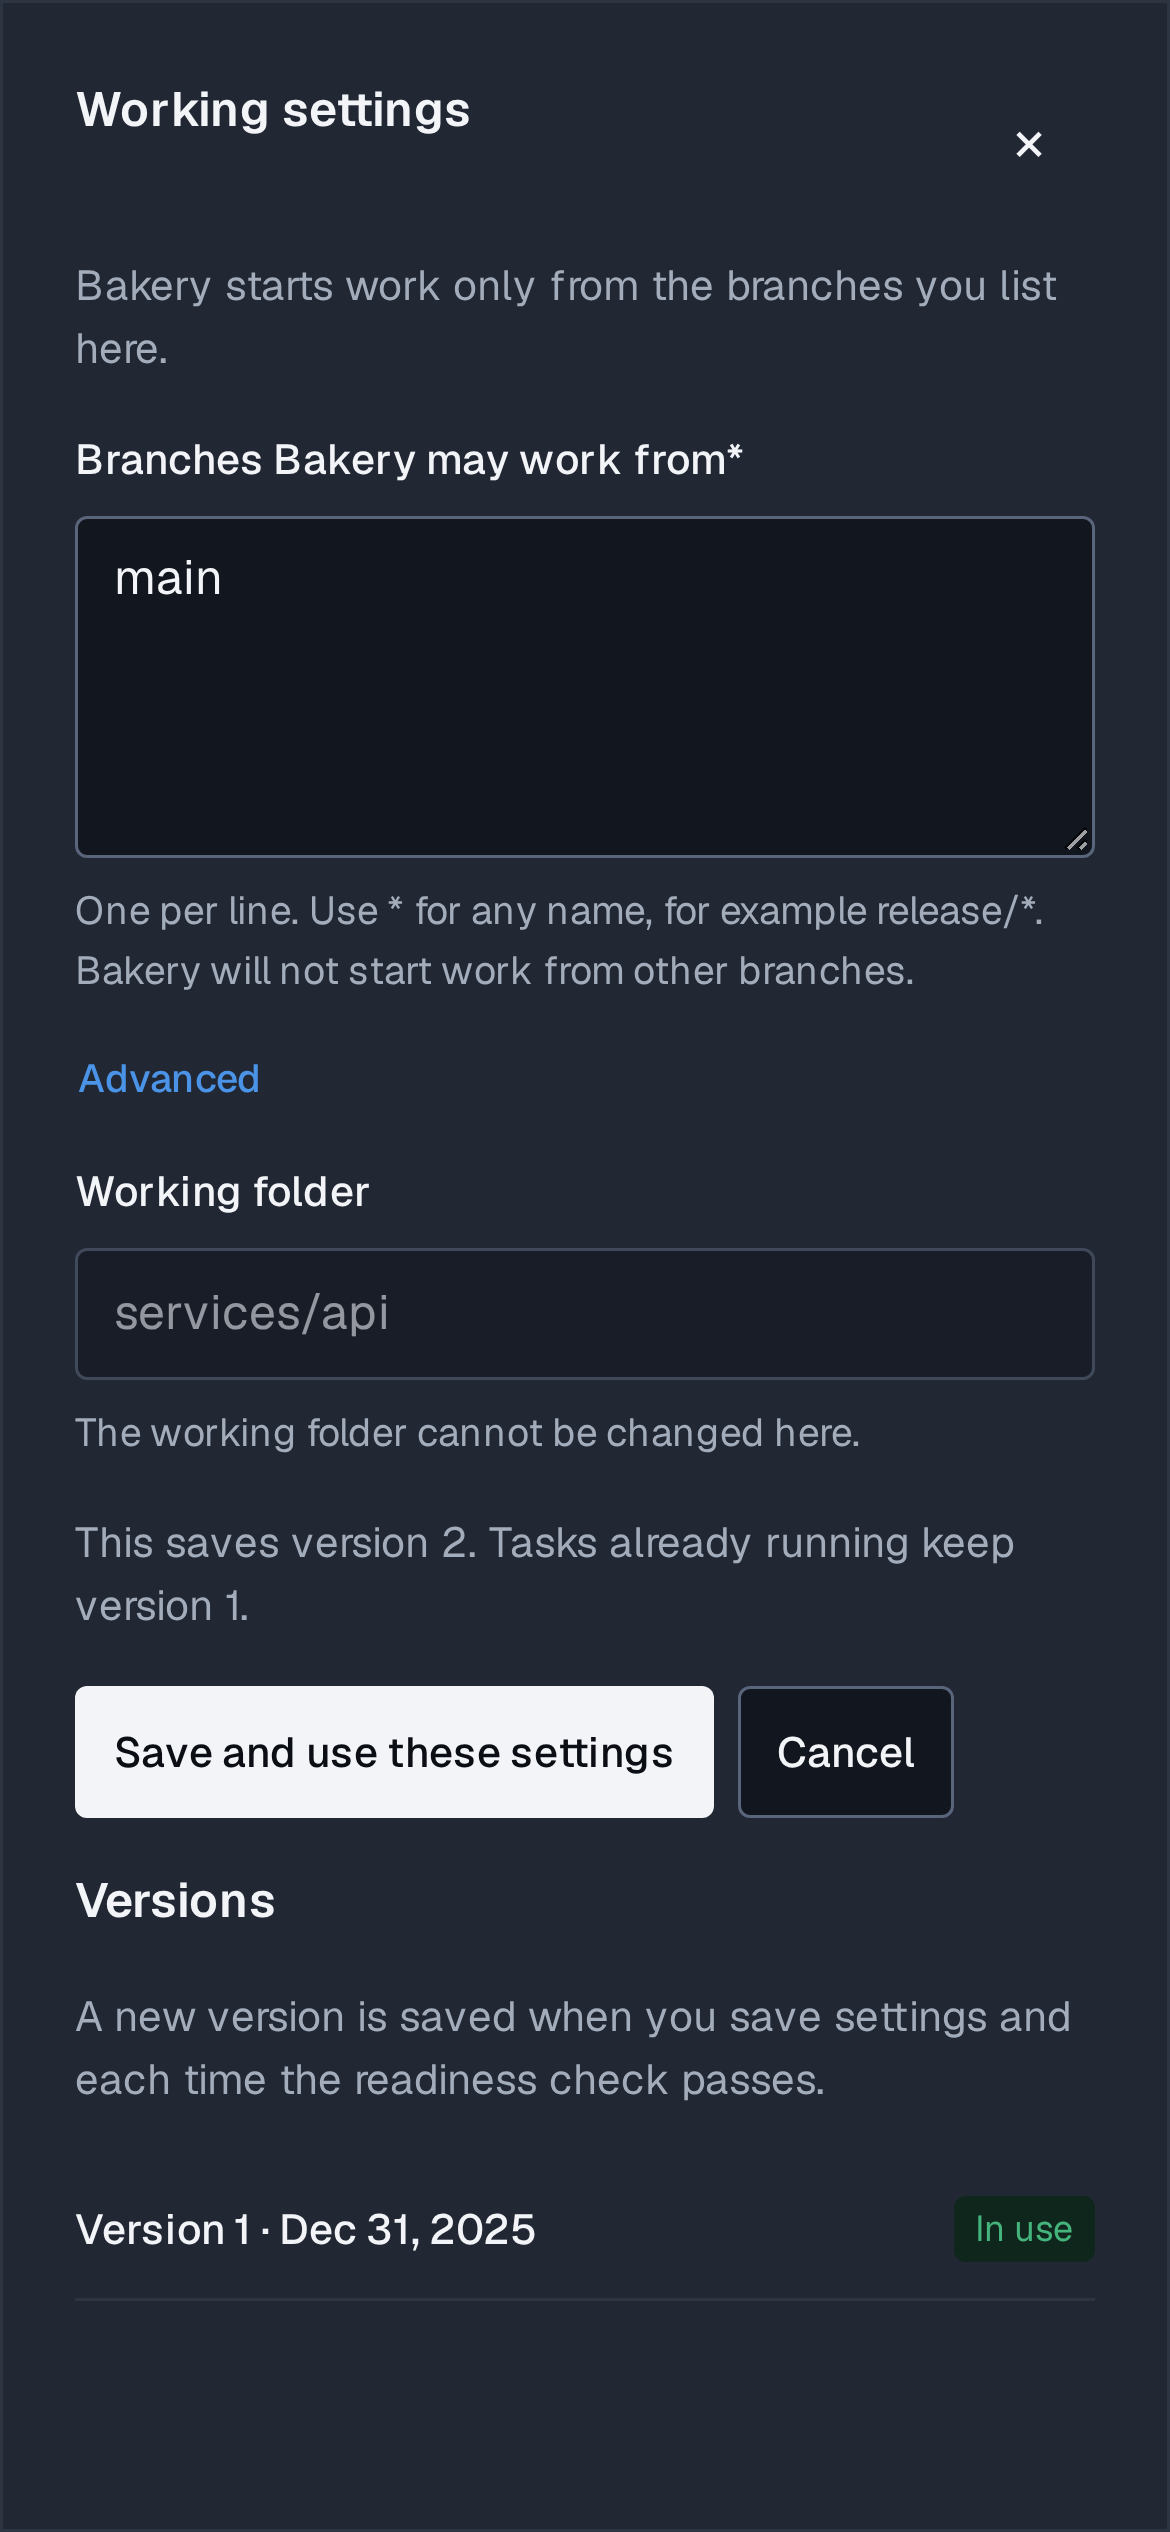 Working settings
×
Bakery starts work only from the branches you list
here.
Branches Bakery may work from*
main
One per line. Use * for any name, for example release/*.
Bakery will not start work from other branches.
Advanced
Working folder
services/api
The working folder cannot be changed here.
This saves version 2. Tasks already running keep
version 1.
Save and use these settings
Cancel
Versions
A new version is saved when you save settings and
each time the readiness check passes.
Version 1 · Dec 31, 2025
In use